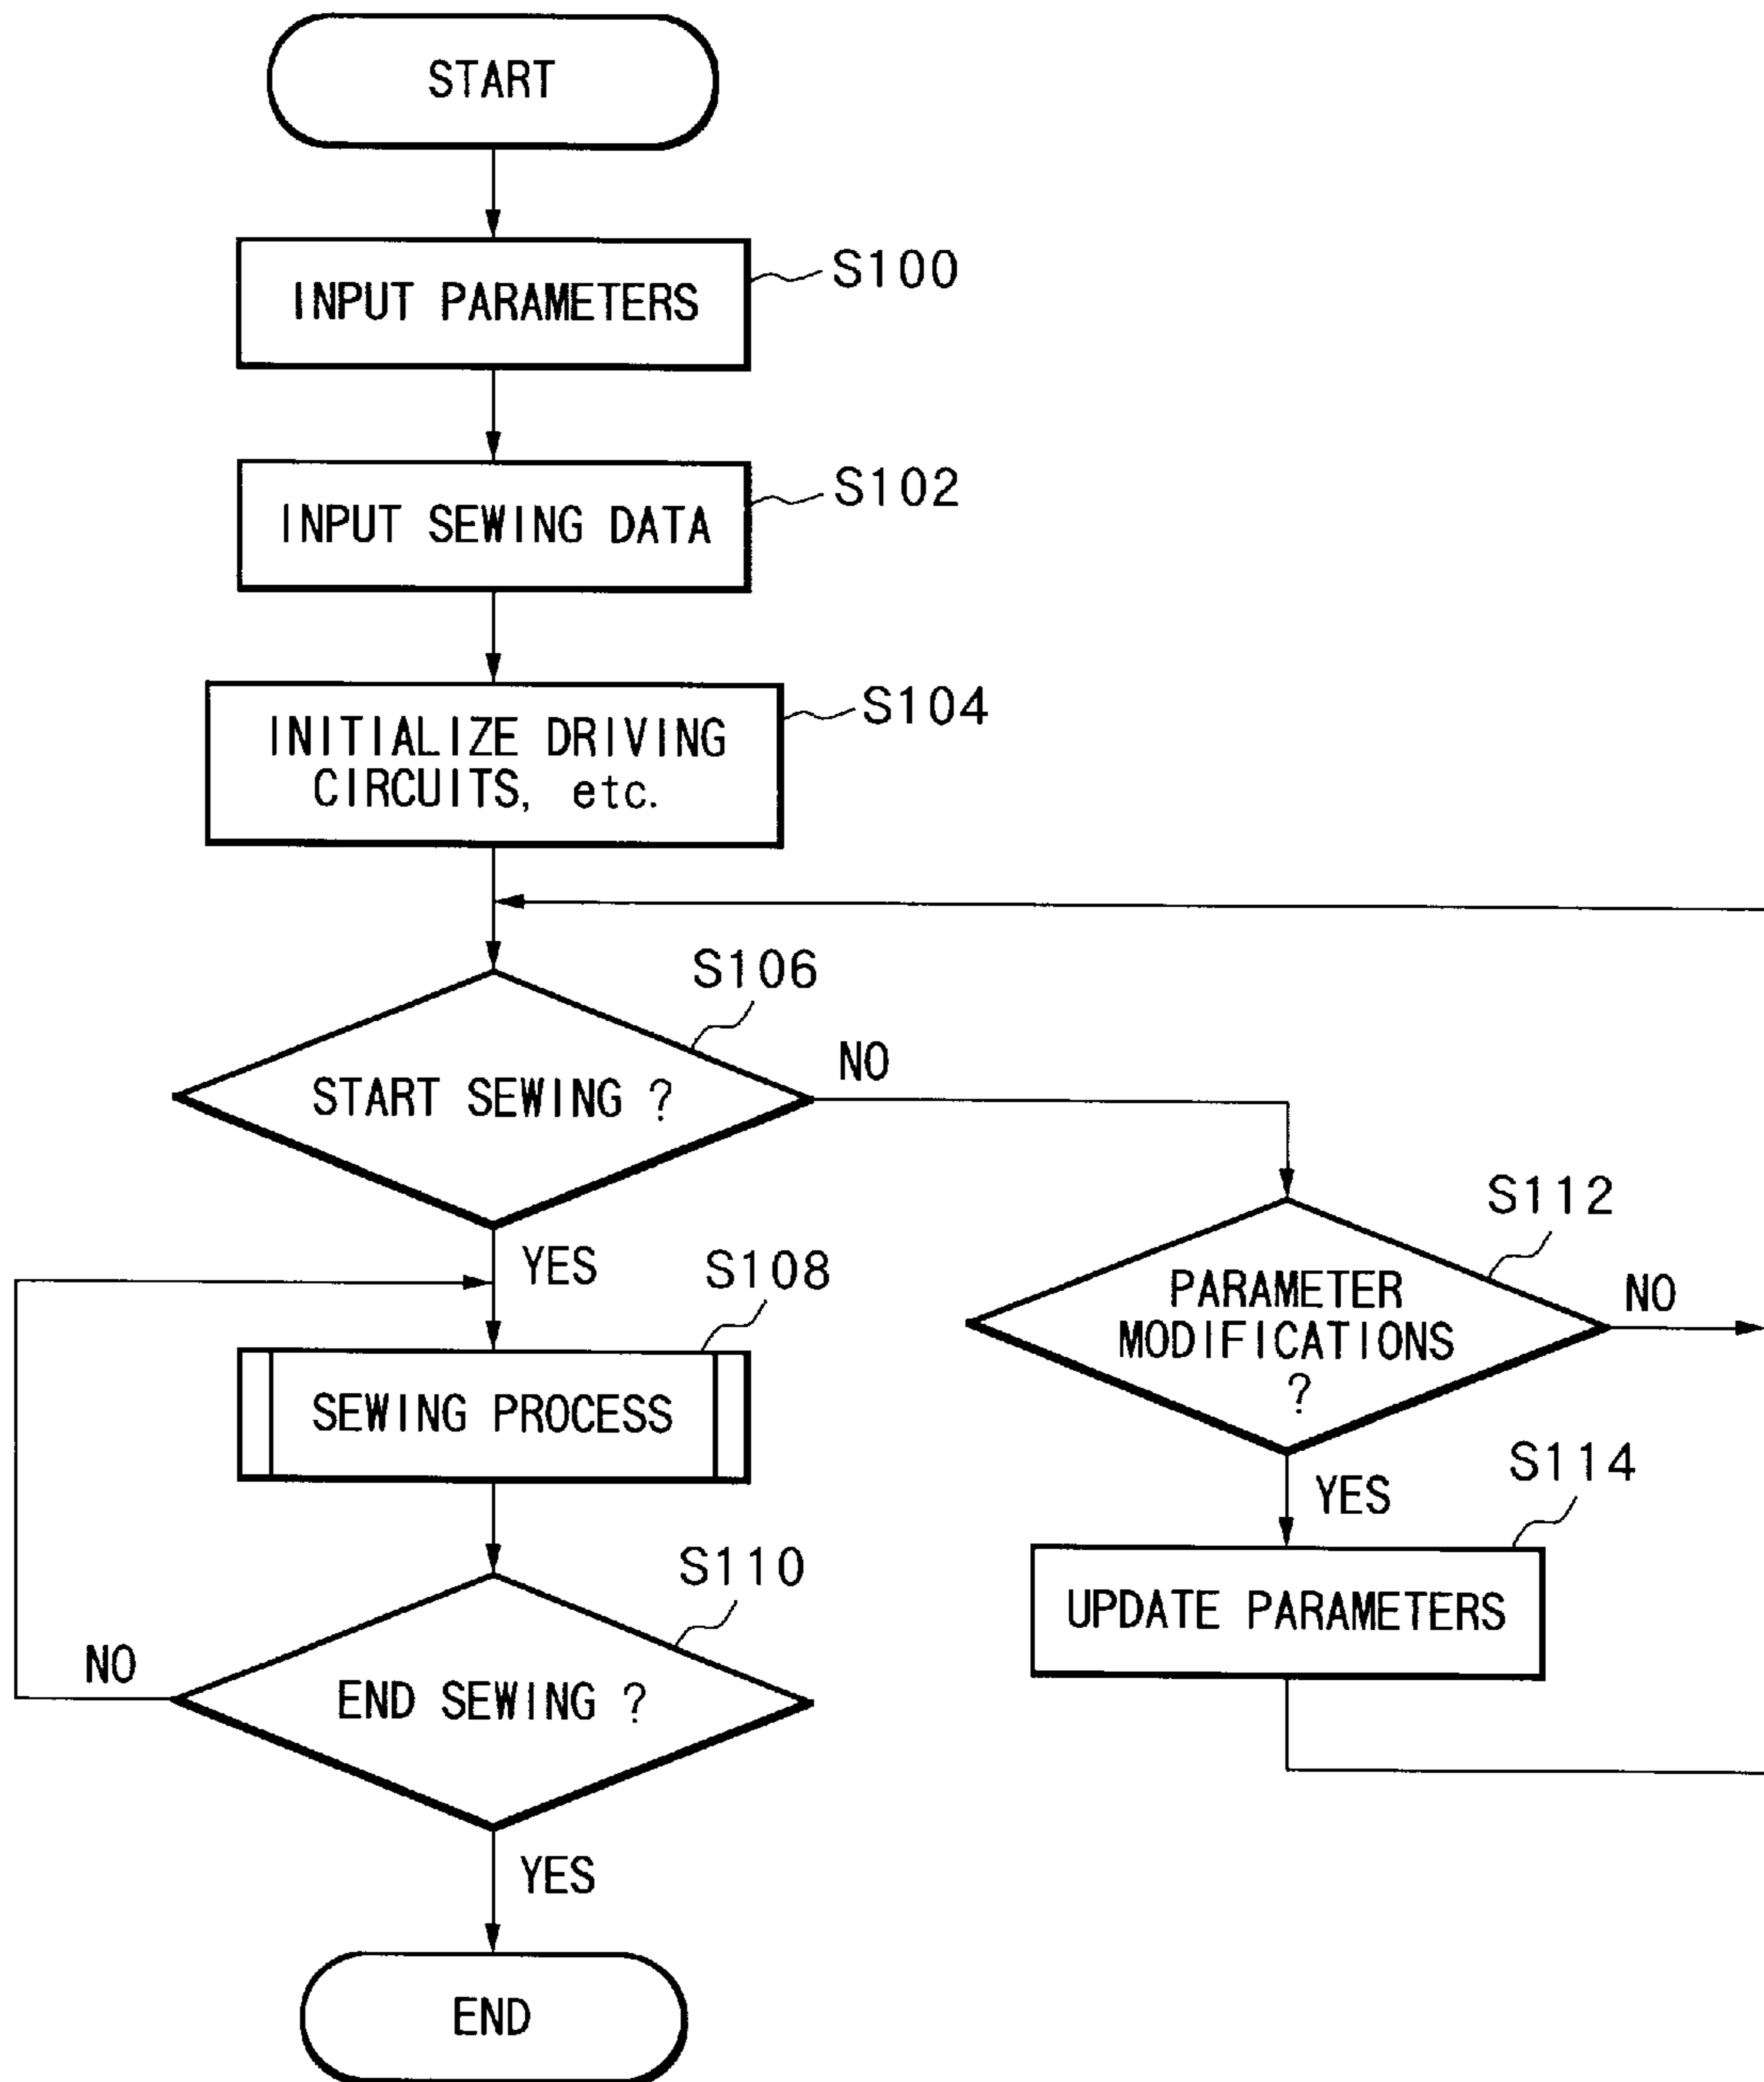 START
INPUT PARAMETERS
S100
INPUT SEWING DATA
S102
INITIALIZE DRIVING
CIRCUITS, etc.
S104
S106
START SEWING ?
NO
YES
S108
SEWING PROCESS
S110
END SEWING ?
NO
YES
END
S112
PARAMETER
MODIFICATIONS
?
NO
YES
S114
UPDATE PARAMETERS